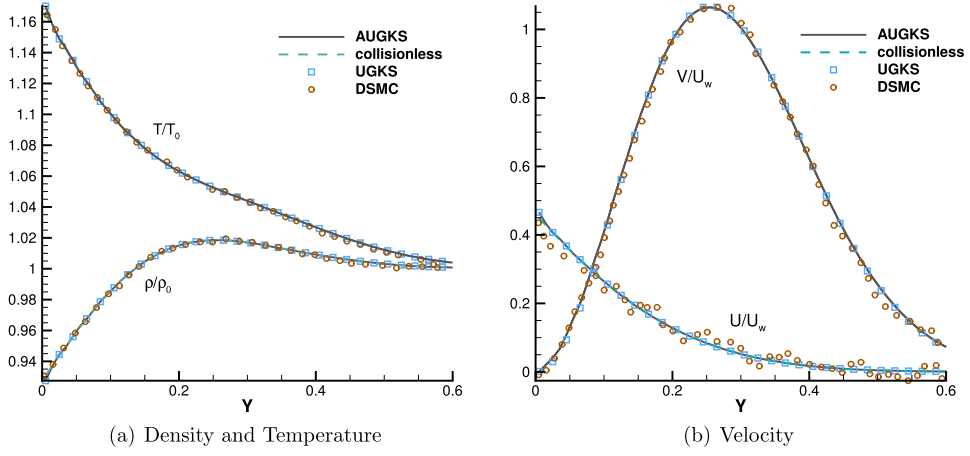 1.16
1.14
1.12
1.1
1.08
1.06
1.04
1.02
1
0.98
0.96
0.94
0.2
0.4
0.6
Y
AUGKS
collisionless
UGKS
DSMC
T/T₀
ρ/ρ₀
(a) Density and Temperature
1
0.8
0.6
0.4
0.2
0
0
0.2
0.4
0.6
Y
AUGKS
collisionless
UGKS
DSMC
V/U_w
U/U_w
(b) Velocity